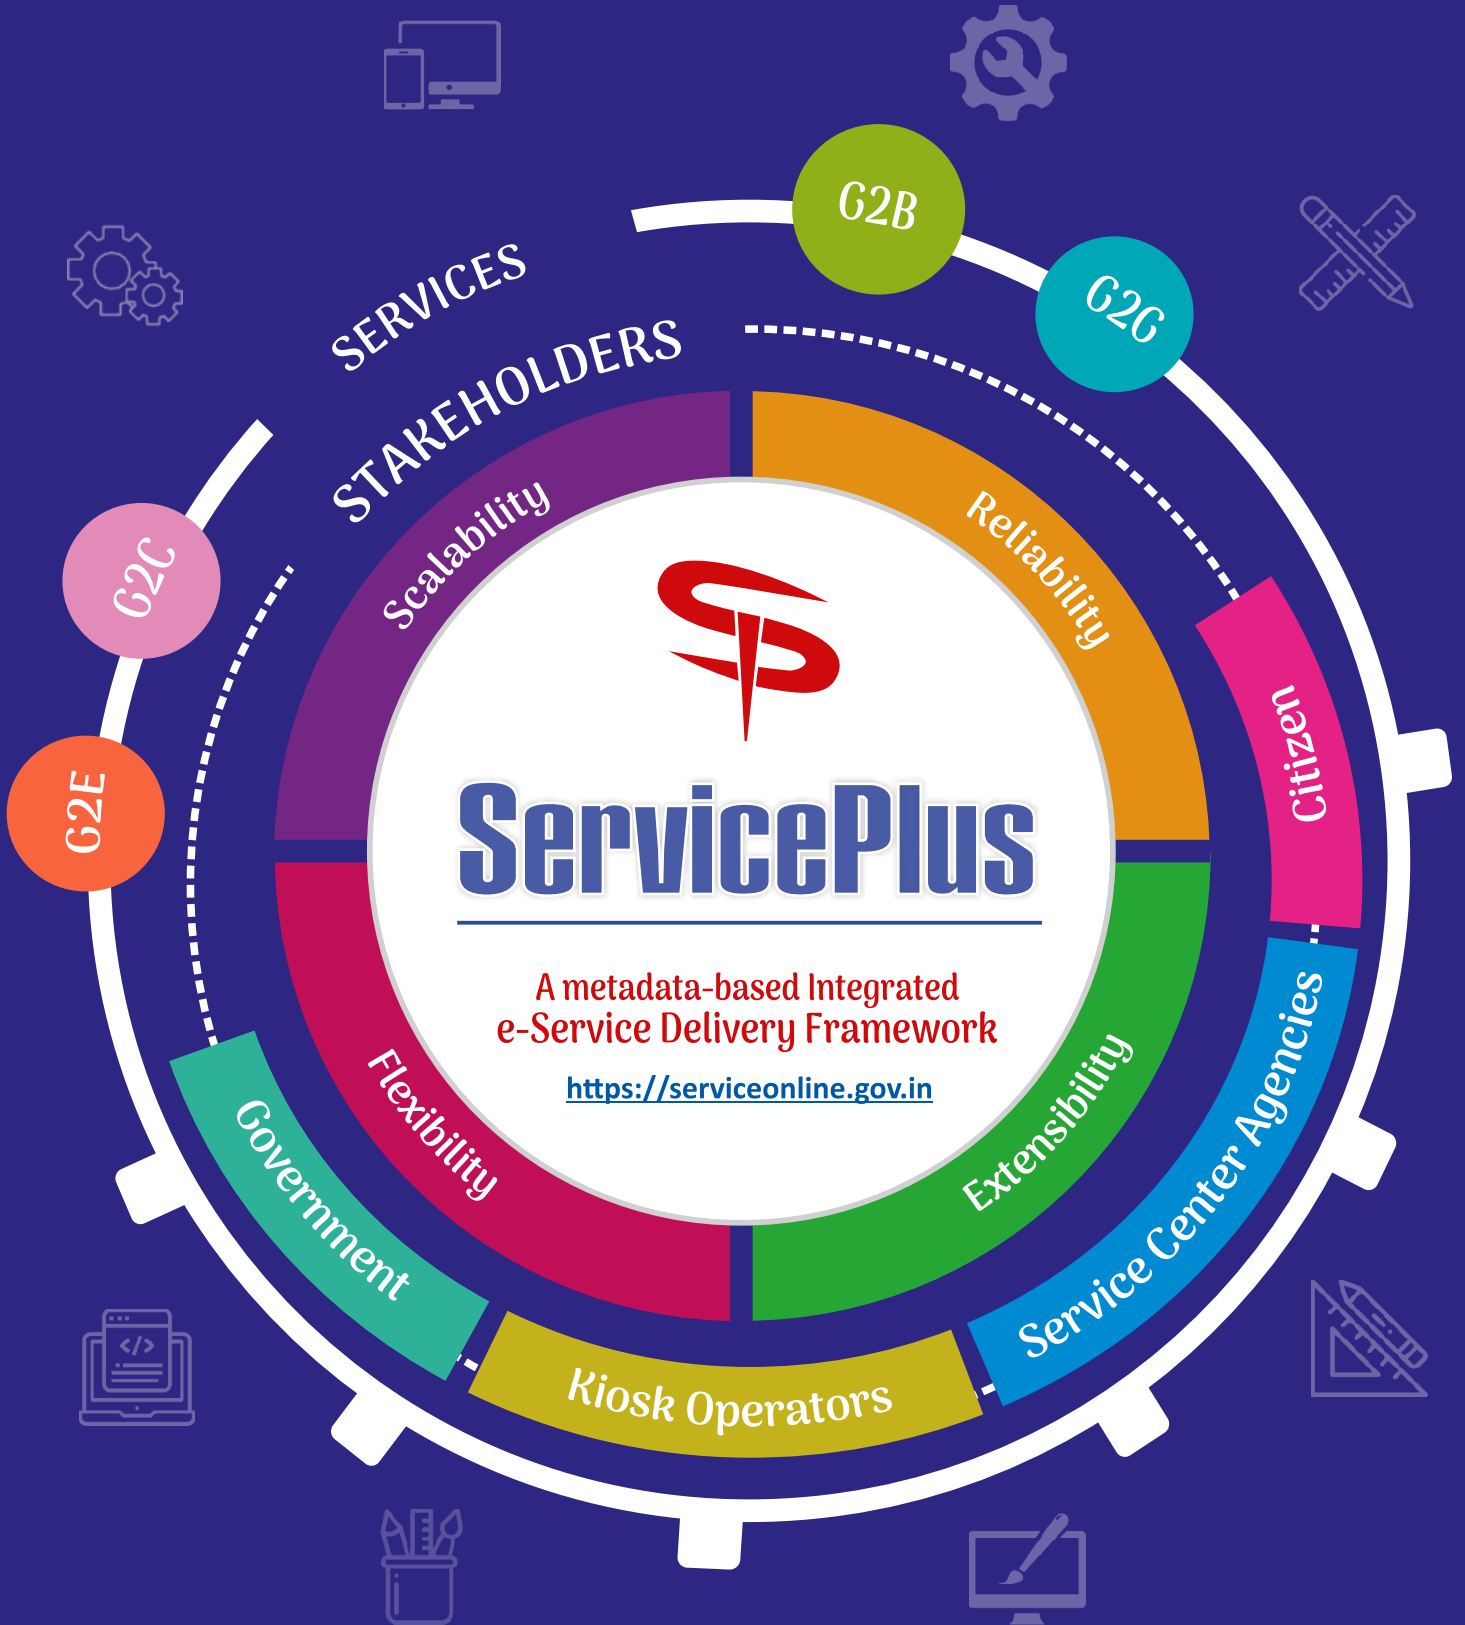 SERVICES
G2B
G2G
G2C
G2E
STAKEHOLDERS
Citizen
Service Center Agencies
Kiosk Operators
Government
Scalability
Reliability
Extensibility
Flexibility
ServicePlus
A metadata-based Integrated
e-Service Delivery Framework
https://serviceonline.gov.in